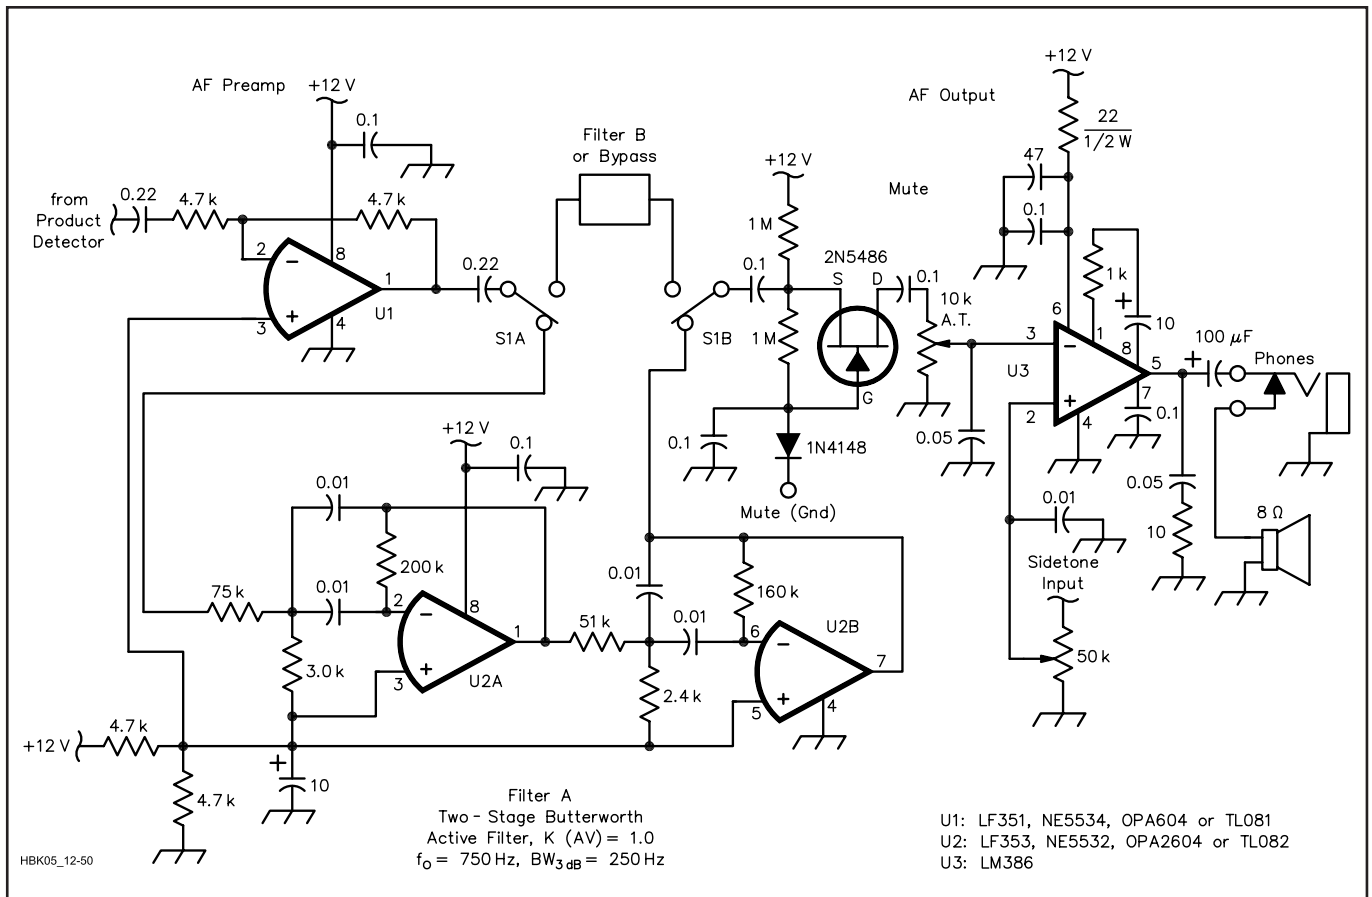 AF Preamp
+12 V
0.1
from
Product
Detector
0.22
4.7 k
4.7 k
2
−
8
1
3
+
4
U1
0.22
S1A
Filter B
or Bypass
S1B
0.1
+12 V
1 M
1 M
0.1
1N4148
Mute (Gnd)
Mute
2N5486
S
D
G
0.1
10 k
A.T.
0.05
AF Output
+12 V
22
1/2 W
47
0.1
1 k
+
10
6
1
8
3
−
U3
5
7
+
2
4
0.1
+
100 µF
Phones
0.05
10
8 Ω
0.01
Sidetone
Input
50 k
+12 V
0.1
0.01
200 k
75 k
0.01
2
−
8
1
+
3
U2A
3.0 k
51 k
0.01
0.01
160 k
6
−
U2B
7
+
5
4
2.4 k
+12 V
4.7 k
4.7 k
+
10
Filter A
Two - Stage Butterworth
Active Filter, K (AV) = 1.0
fo = 750 Hz, BW3 dB = 250 Hz
U1: LF351, NE5534, OPA604 or TL081
U2: LF353, NE5532, OPA2604 or TL082
U3: LM386
HBK05_12-50